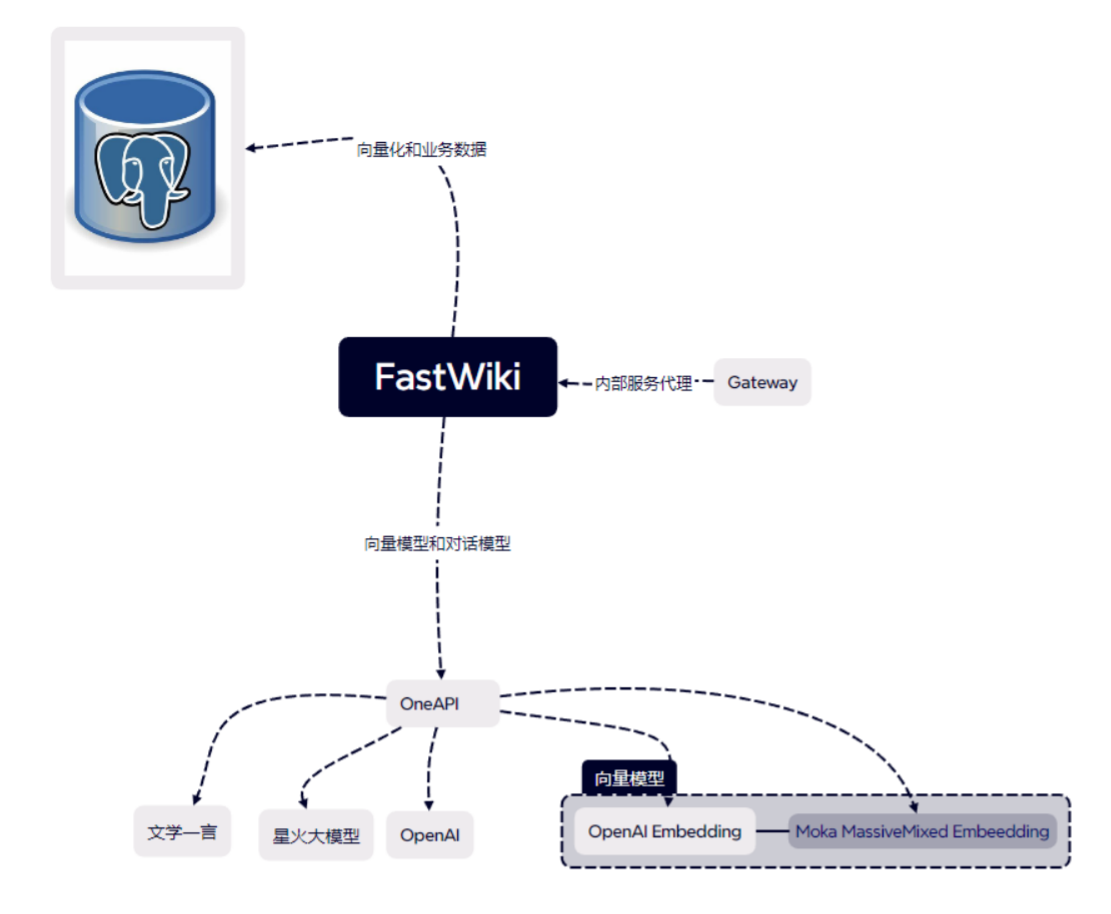 向量化和业务数据
FastWiki
内部服务代理
Gateway
向量模型和对话模型
OneAPI
向量模型
文学一言
星火大模型
OpenAI
OpenAI Embedding
Moka MassiveMixed Embeedding